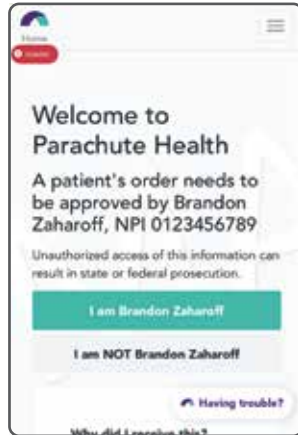 Home
Welcome to
Parachute Health
A patient's order needs to
be approved by Brandon
Zaharoff, NPI 0123456789
Unauthorized access of this information can
result in state or federal prosecution.
I am Brandon Zaharoff
I am NOT Brandon Zaharoff
Having trouble?
Why did I receive this?